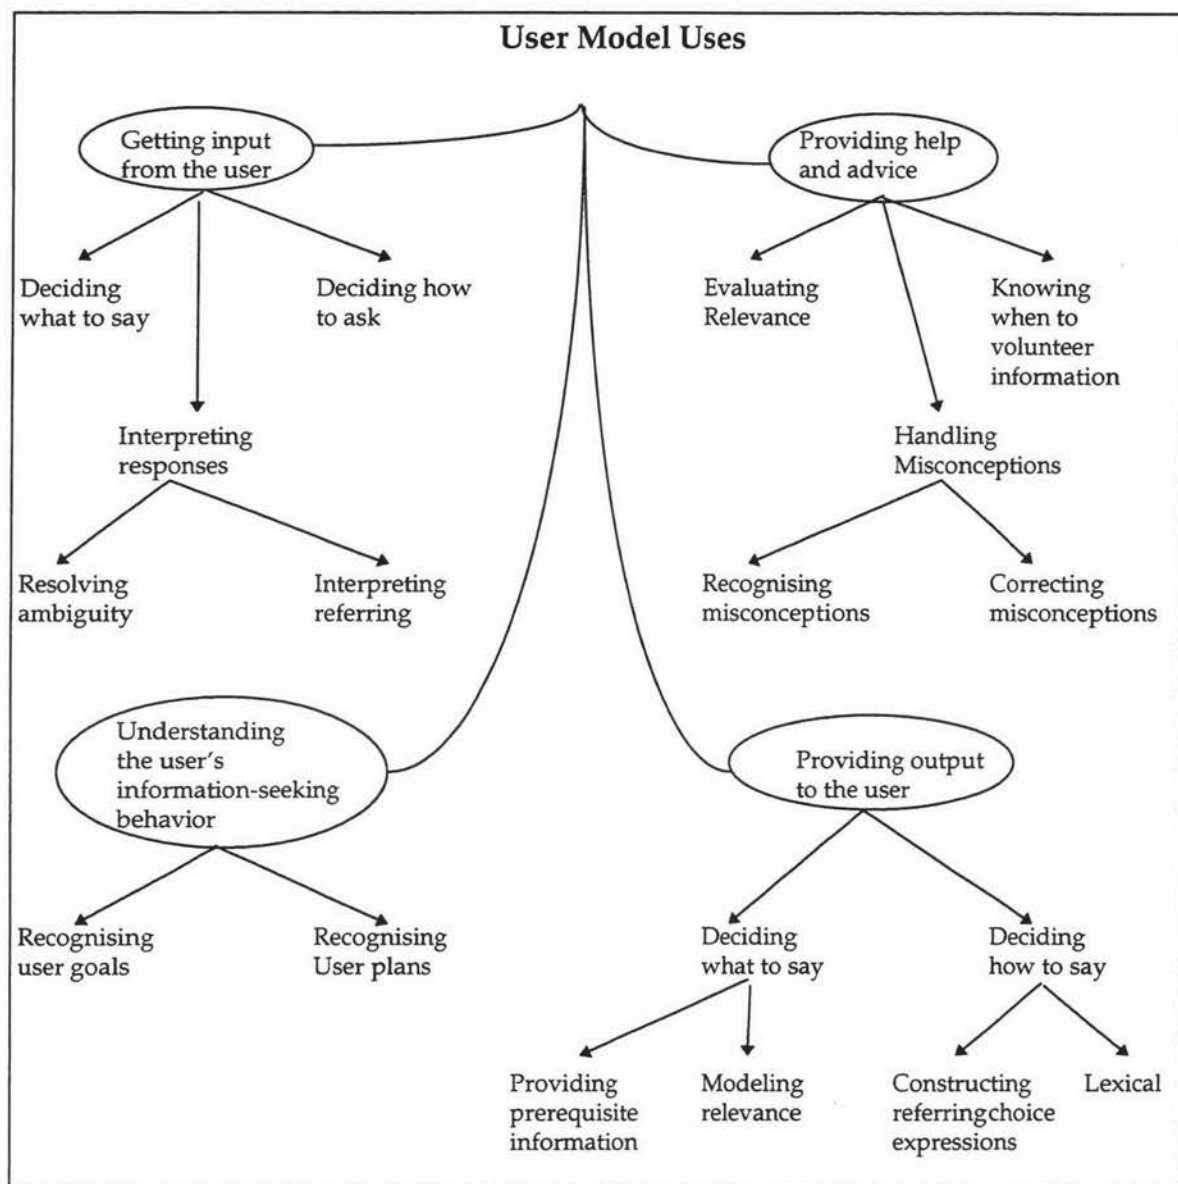 User Model Uses
Getting input
from the user
Providing help
and advice
Deciding
what to say
Deciding how
to ask
Evaluating
Relevance
Knowing
when to
volunteer
information
Interpreting
responses
Handling
Misconceptions
Resolving
ambiguity
Interpreting
referring
Recognising
misconceptions
Correcting
misconceptions
Understanding
the user's
information-seeking
behavior
Providing output
to the user
Recognising
user goals
Recognising
User plans
Deciding
what to say
Deciding
how to say
Providing
prerequisite
information
Modeling
relevance
Constructing
referringchoice
expressions
Lexical